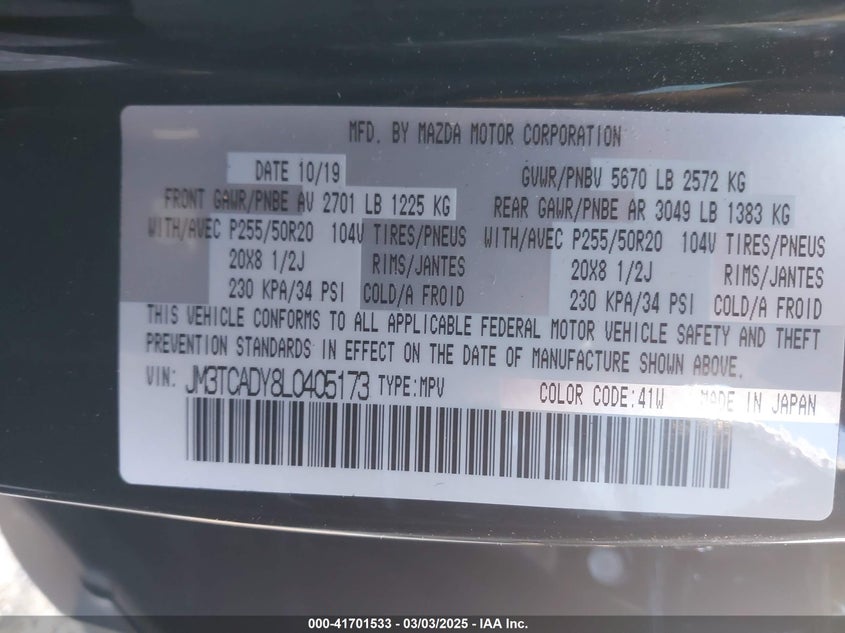 MFD. BY MAZDA MOTOR CORPORATION
DATE 10/19 GVWR/PNBV 5670 LB 2572 KG
FRONT GAWR/PNBE AV 2701 LB 1225 KG REAR GAWR/PNBE AR 3049 LB 1383 KG
WITH/AVEC P255/50R20 104V TIRES/PNEUS WITH/AVEC P255/50R20 104V TIRES/PNEUS
20X8 1/2J RIMS/JANTES 20X8 1/2J RIMS/JANTES
230 KPA/34 PSI COLD/A FROID 230 KPA/34 PSI COLD/A FROID
THIS VEHICLE CONFORMS TO ALL APPLICABLE FEDERAL MOTOR VEHICLE SAFETY AND THEFT
PREVENTION STANDARDS IN EFFECT ON THE DATE OF MANUFACTURE SHOWN ABOVE.
VIN: JM3TCADY8L0405173 TYPE:MPV COLOR CODE:41W MADE IN JAPAN
000-41701533 - 03/03/2025 - IAA Inc.